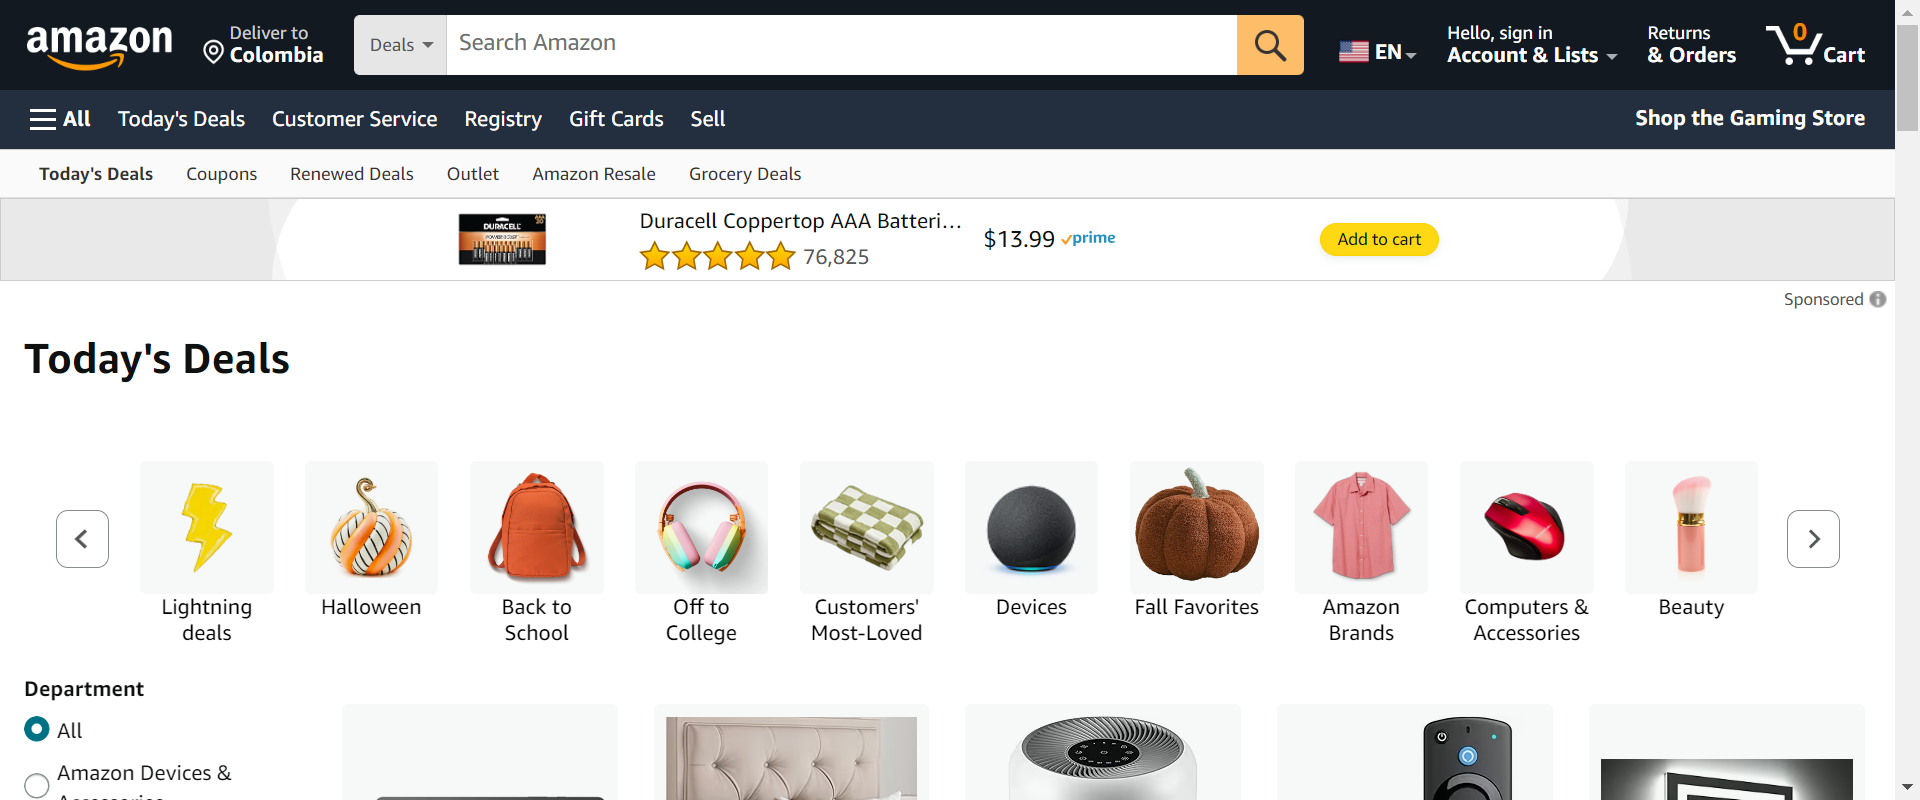 amazon
Deliver to
Colombia
Deals
Search Amazon
EN
Hello, sign in
Account & Lists
Returns
& Orders
0
Cart
All
Today's Deals
Customer Service
Registry
Gift Cards
Sell
Shop the Gaming Store
Today's Deals
Coupons
Renewed Deals
Outlet
Amazon Resale
Grocery Deals
DURACELL
Duracell Coppertop AAA Batteri...
76,825
$13.99
prime
Add to cart
Sponsored
Today's Deals
Lightning
deals
Halloween
Back to
School
Off to
College
Customers'
Most-Loved
Devices
Fall Favorites
Amazon
Brands
Computers &
Accessories
Beauty
Department
All
Amazon Devices &